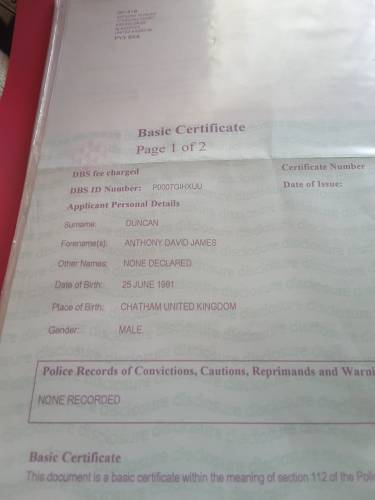 Basic Certificate
Page 1 of 2
DBS fee charged
Certificate Number
DBS ID Number: P0007GIHXUU
Date of Issue:
Applicant Personal Details
Surname: DUNCAN
Forename(s): ANTHONY DAVID JAMES
Other Names: NONE DECLARED
Date of Birth: 25 JUNE 1981
Place of Birth: CHATHAM UNITED KINGDOM
Gender: MALE
Police Records of Convictions, Cautions, Reprimands and Warni
NONE RECORDED
Basic Certificate
This document is a basic certificate within the meaning of section 112 of the Poli